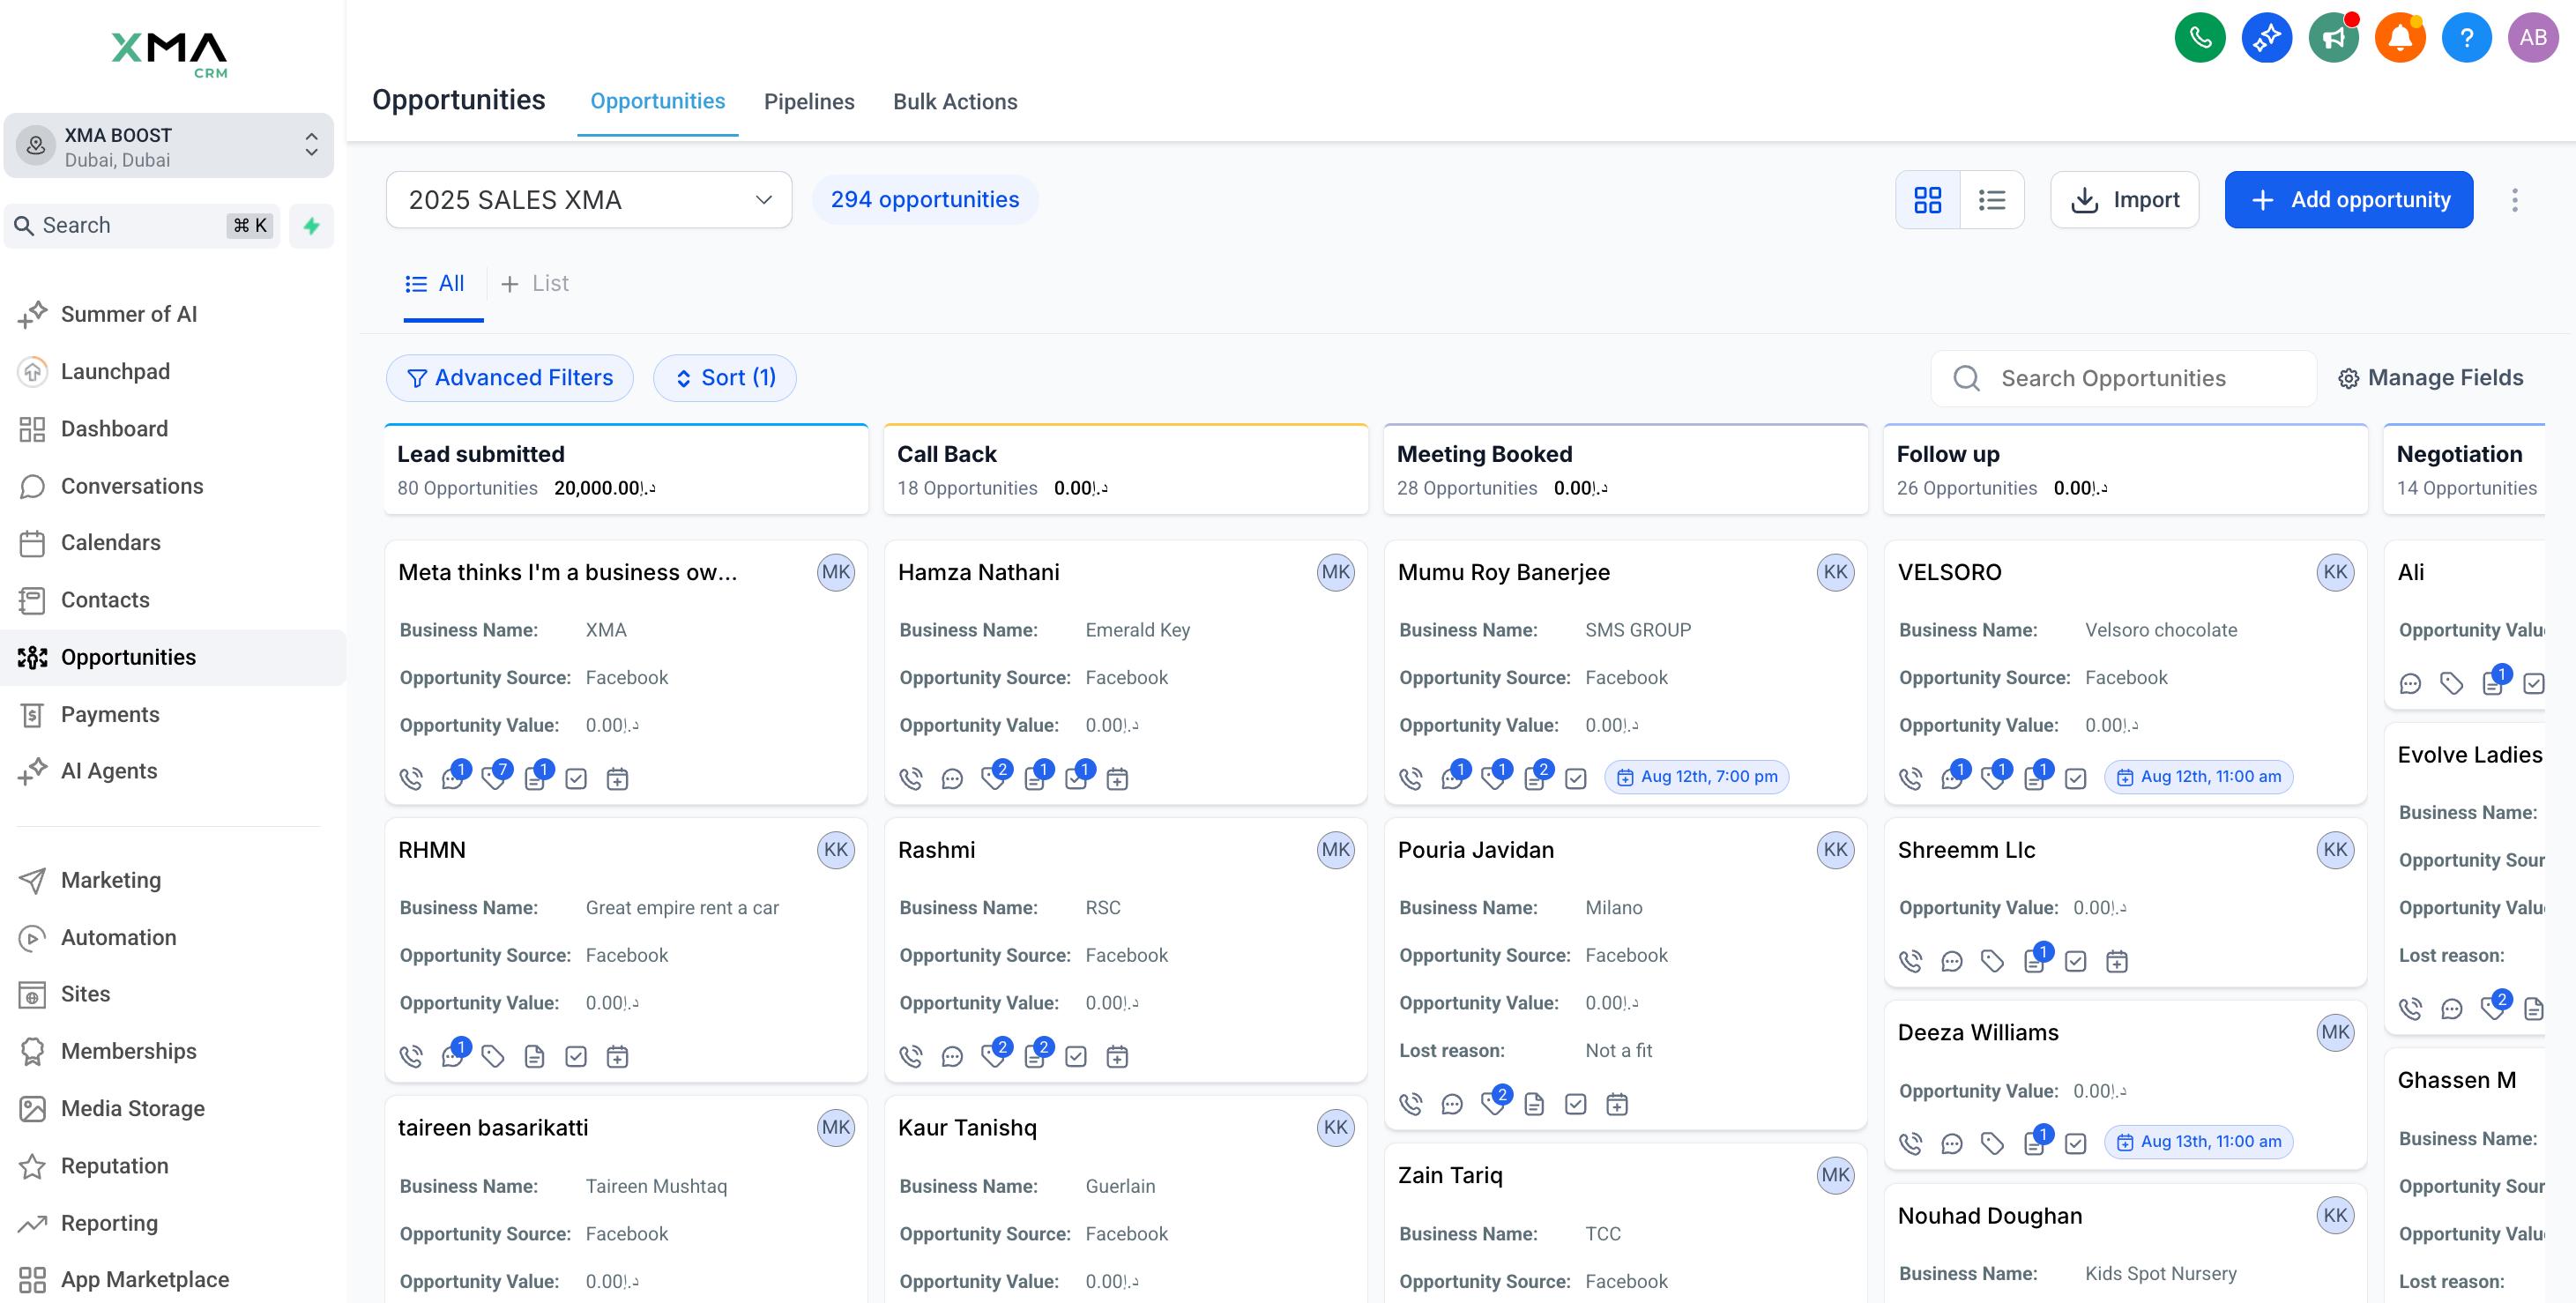 XMA
CRM
XMA BOOST
Dubai, Dubai
Search
⌘ K
Summer of AI
Launchpad
Dashboard
Conversations
Calendars
Contacts
Opportunities
Payments
AI Agents
Marketing
Automation
Sites
Memberships
Media Storage
Reputation
Reporting
App Marketplace
?
AB
Opportunities
Opportunities
Pipelines
Bulk Actions
2025 SALES XMA
294 opportunities
Import
+ Add opportunity
All
+ List
Advanced Filters
Sort (1)
Search Opportunities
Manage Fields
Lead submitted
80 Opportunities 20,000.00د.إ
Meta thinks I'm a business ow...
MK
Business Name: XMA
Opportunity Source: Facebook
Opportunity Value: 0.00د.إ
1 7 1
RHMN
KK
Business Name: Great empire rent a car
Opportunity Source: Facebook
Opportunity Value: 0.00د.إ
1
taireen basarikatti
MK
Business Name: Taireen Mushtaq
Opportunity Source: Facebook
Opportunity Value: 0.00د.إ
Call Back
18 Opportunities 0.00د.إ
Hamza Nathani
MK
Business Name: Emerald Key
Opportunity Source: Facebook
Opportunity Value: 0.00د.إ
2 1 1
Rashmi
MK
Business Name: RSC
Opportunity Source: Facebook
Opportunity Value: 0.00د.إ
2 2
Kaur Tanishq
KK
Business Name: Guerlain
Opportunity Source: Facebook
Opportunity Value: 0.00د.إ
Meeting Booked
28 Opportunities 0.00د.إ
Mumu Roy Banerjee
KK
Business Name: SMS GROUP
Opportunity Source: Facebook
Opportunity Value: 0.00د.إ
1 1 2 Aug 12th, 7:00 pm
Pouria Javidan
KK
Business Name: Milano
Opportunity Source: Facebook
Opportunity Value: 0.00د.إ
Lost reason: Not a fit
2
Zain Tariq
MK
Business Name: TCC
Opportunity Source: Facebook
Follow up
26 Opportunities 0.00د.إ
VELSORO
KK
Business Name: Velsoro chocolate
Opportunity Source: Facebook
Opportunity Value: 0.00د.إ
1 1 1 Aug 12th, 11:00 am
Shreemm Llc
KK
Opportunity Value: 0.00د.إ
1
Deeza Williams
MK
Opportunity Value: 0.00د.إ
1 Aug 13th, 11:00 am
Nouhad Doughan
KK
Business Name: Kids Spot Nursery
Negotiation
14 Opportunities
Ali
Opportunity Valu
1
Evolve Ladies
Business Name:
Opportunity Sour
Opportunity Valu
Lost reason:
2
Ghassen M
Business Name:
Opportunity Sour
Opportunity Valu
Lost reason: